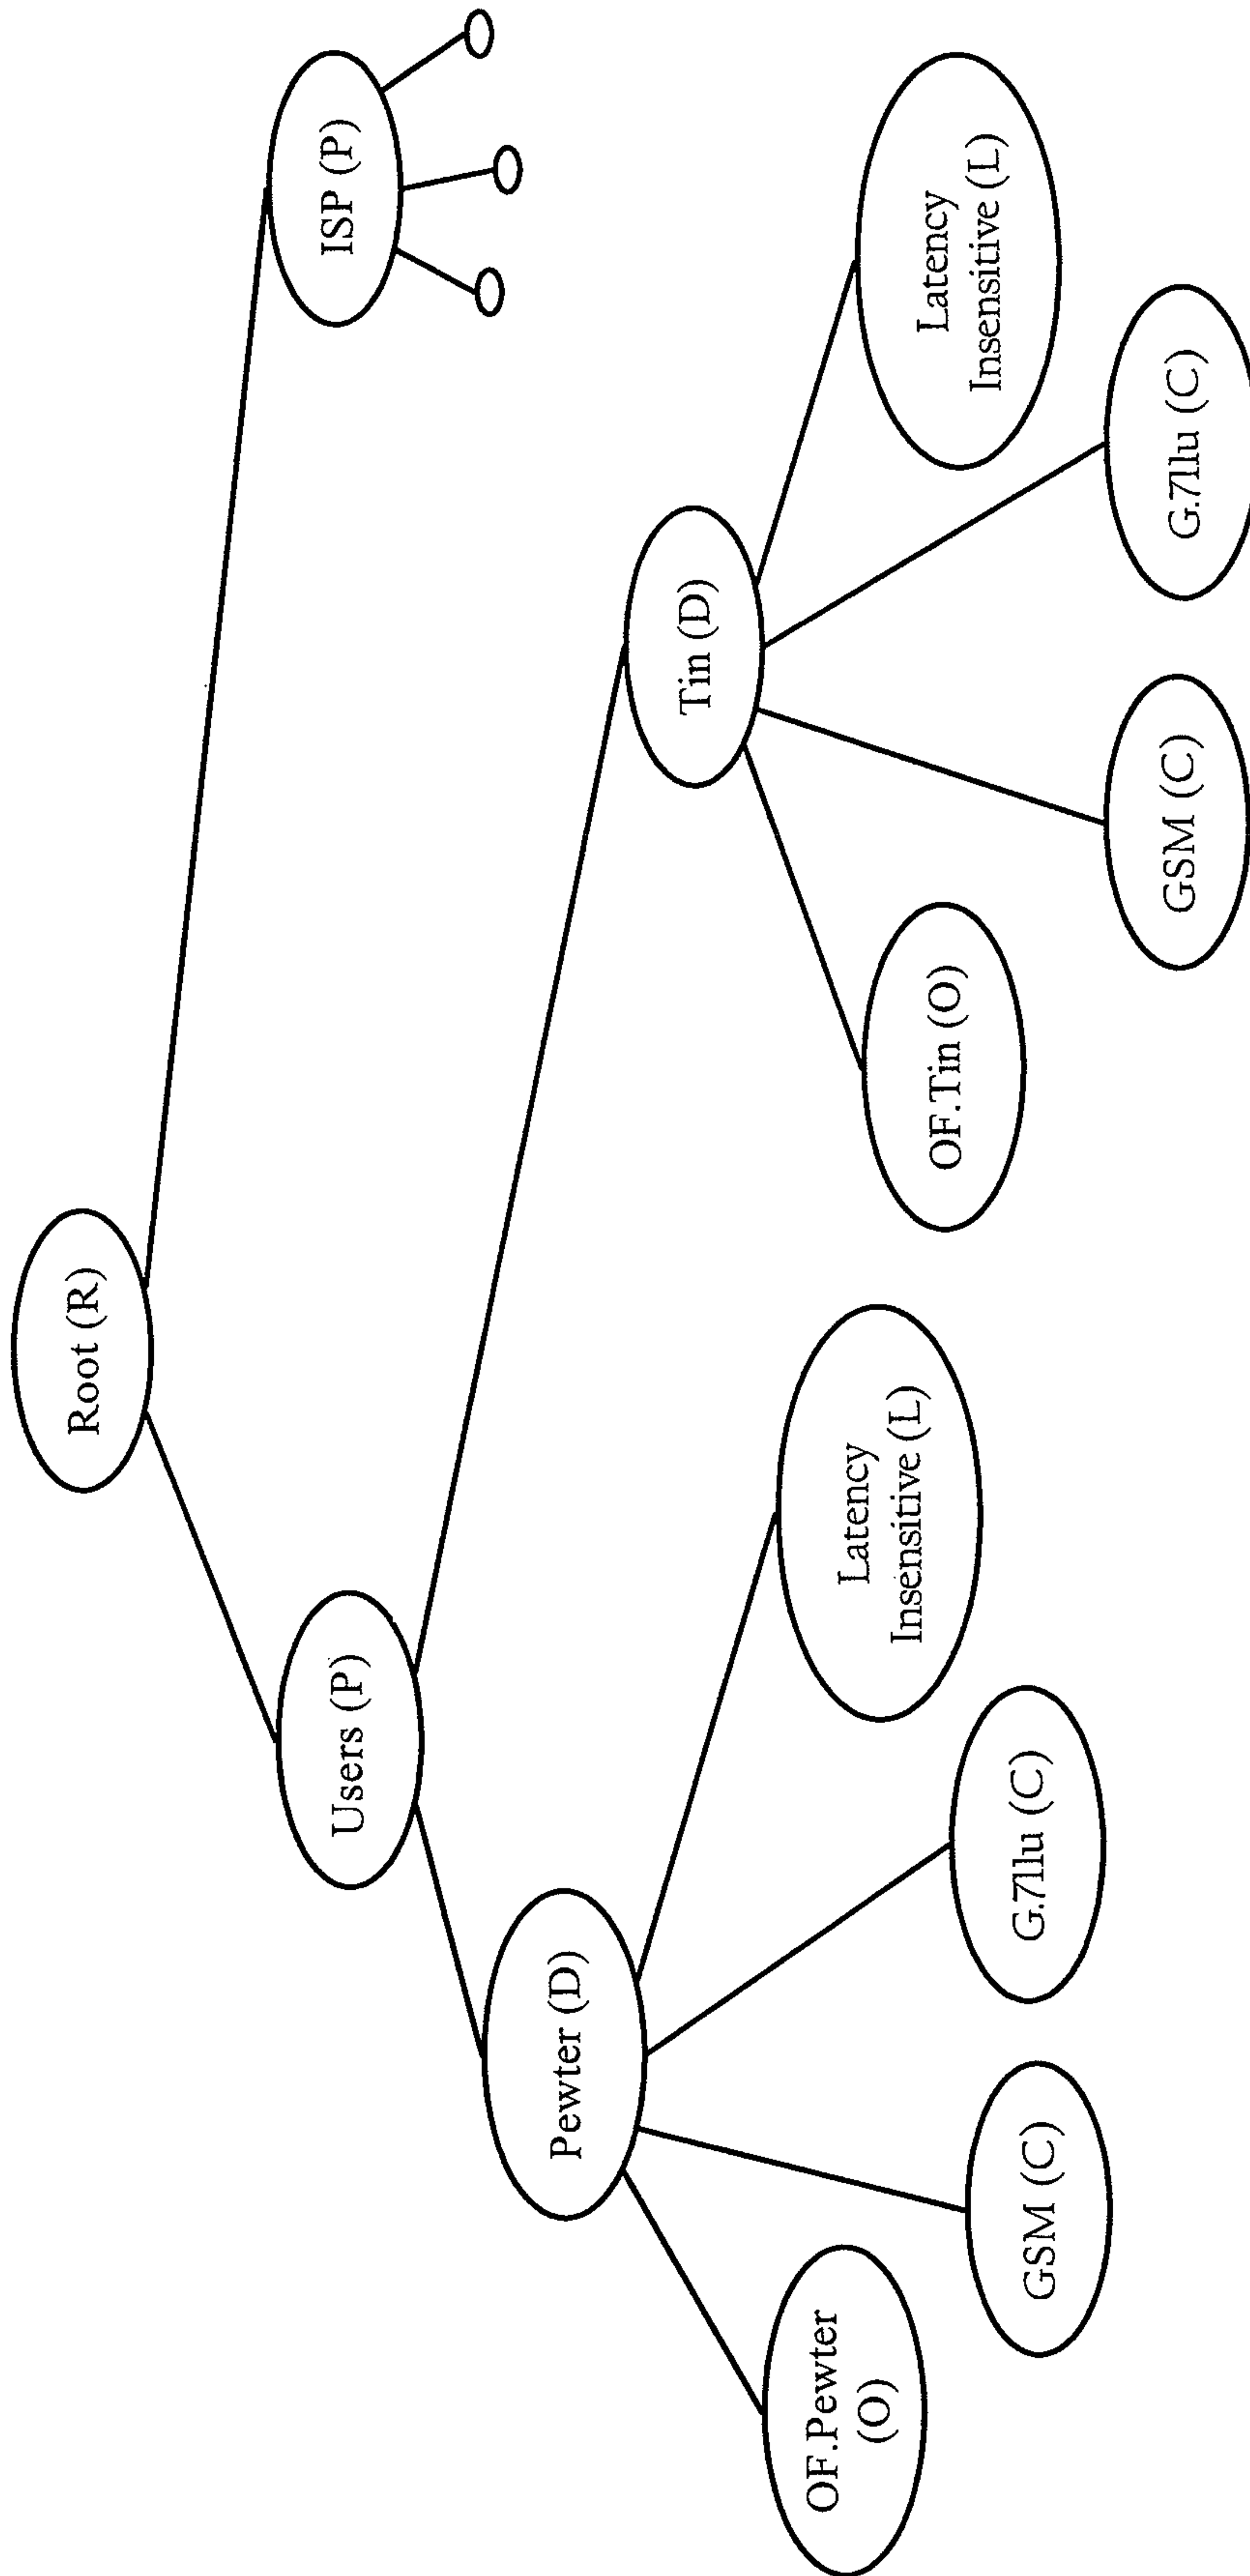 Root (R)
Users (P)
ISP (P)
Pewter (D)
Tin (D)
OF.Pewter
(O)
GSM (C)
G.711u (C)
Latency
Insensitive (L)
OF.Tin (O)
GSM (C)
G.711u (C)
Latency
Insensitive (L)